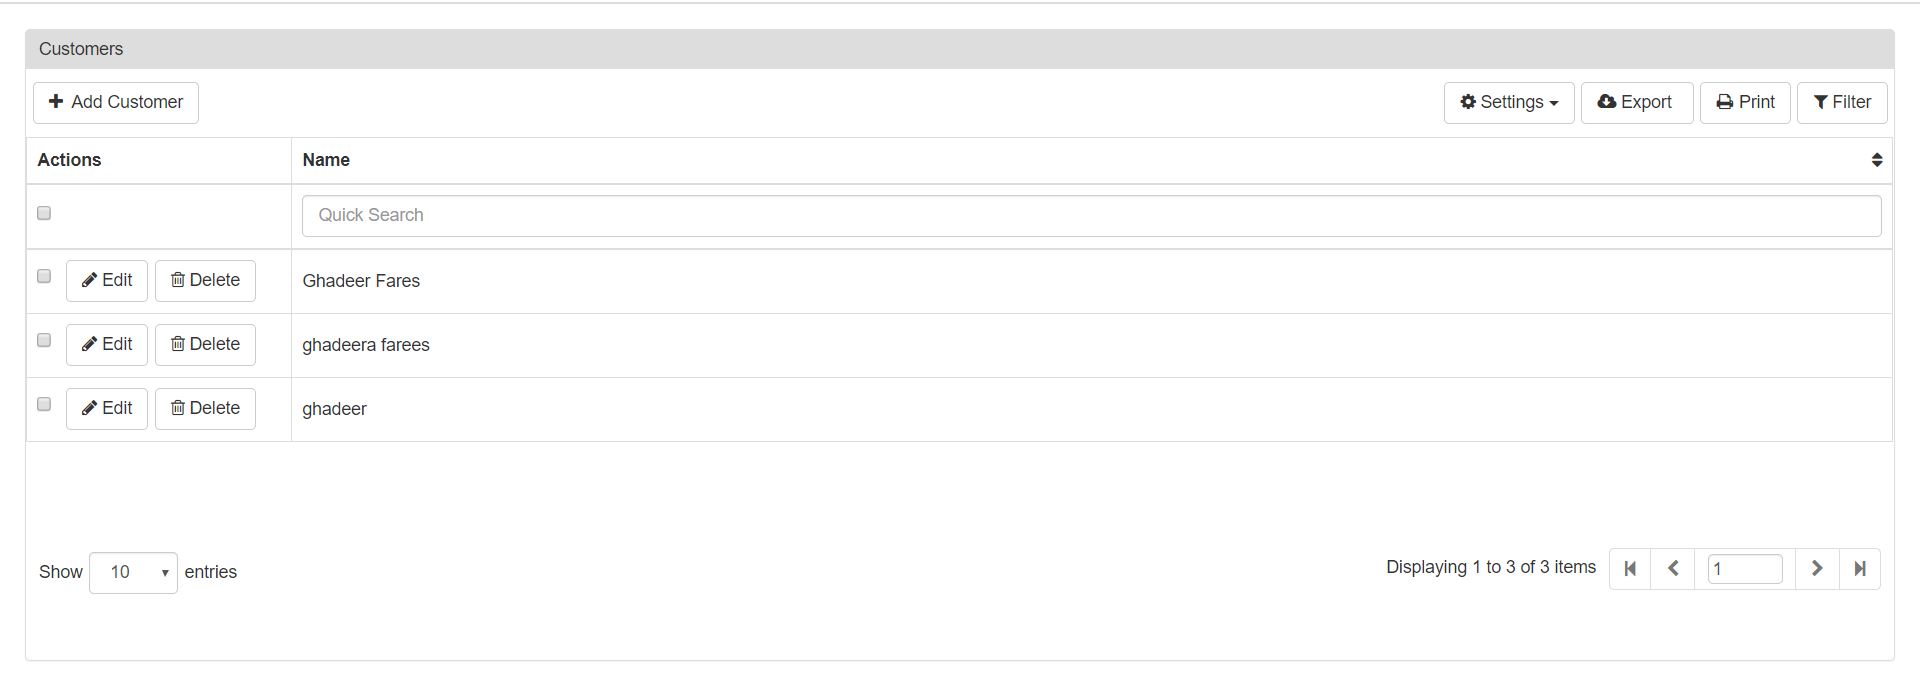 Customers
Add Customer Settings Export Print Filter
Actions Name
Quick Search
Edit Delete Ghadeer Fares
Edit Delete ghadeera farees
Edit Delete ghadeer
Show 10 entries Displaying 1 to 3 of 3 items 1